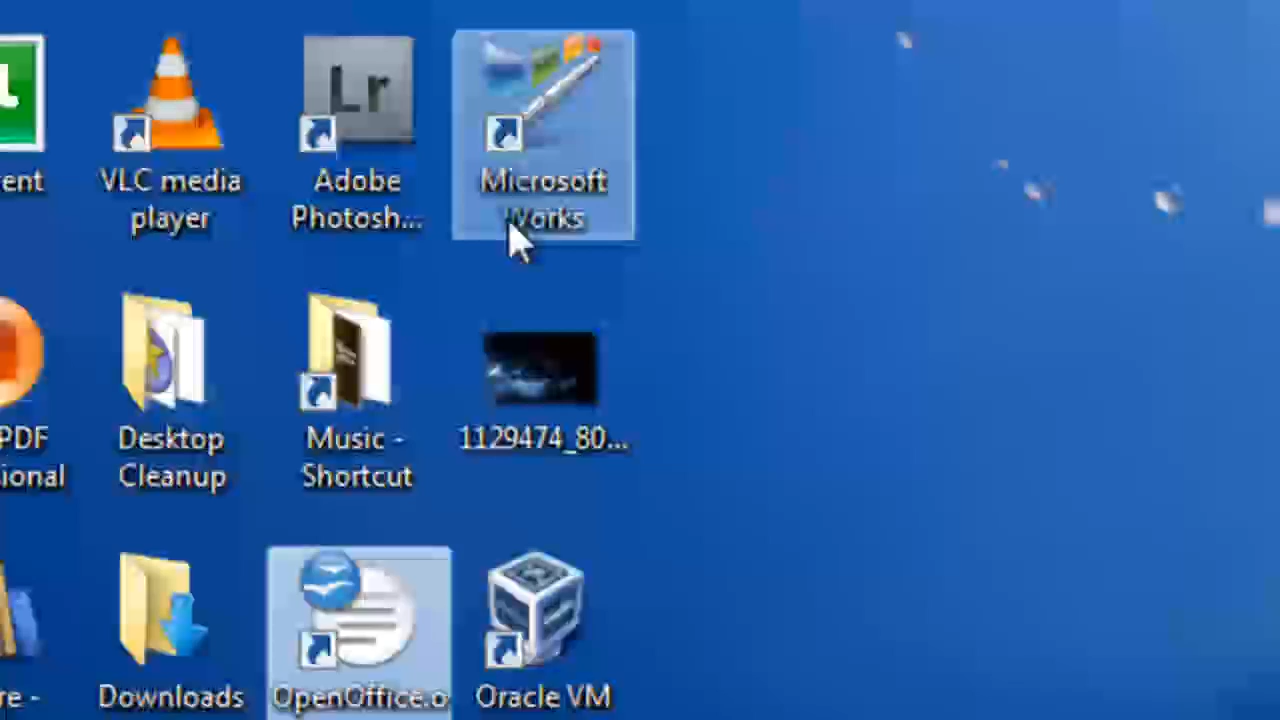 ent
VLC media
player
Adobe
Photosh...
Lr
Microsoft
Works
PDF
ional
Desktop
Cleanup
Music -
Shortcut
1129474_80...
re -
Downloads
OpenOffice.o
Oracle VM